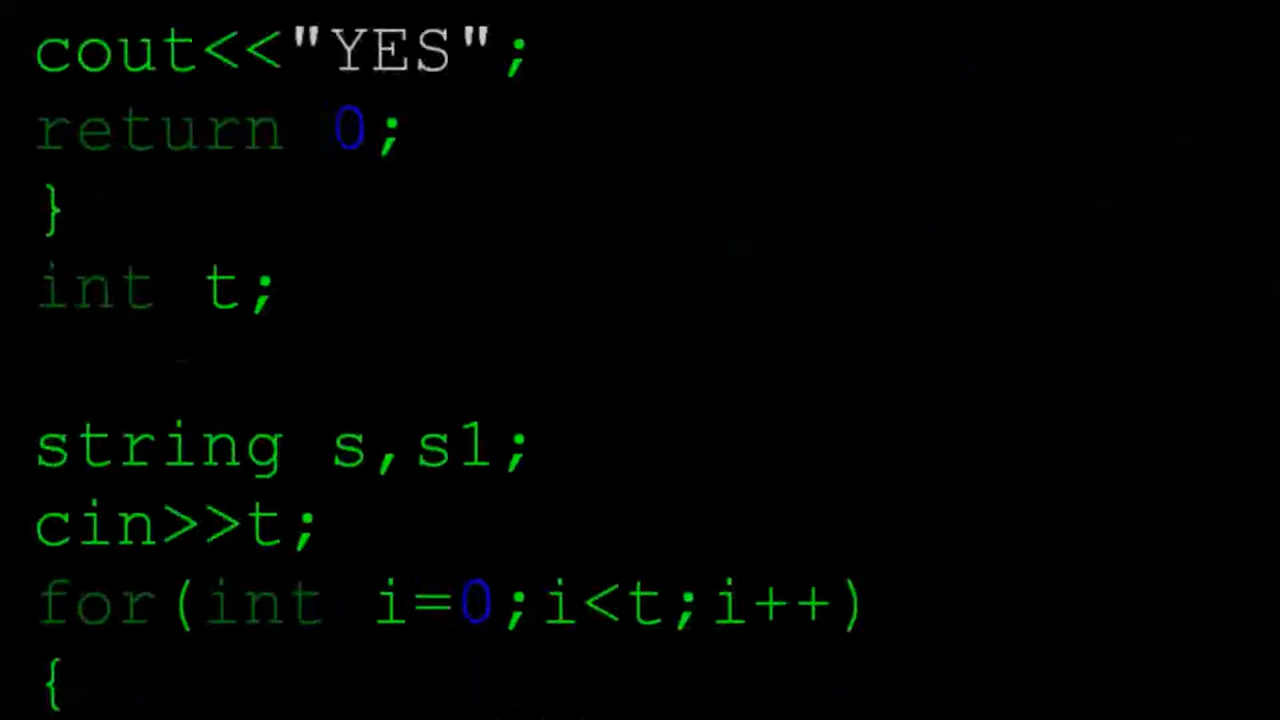 cout<<"YES";
return 0;
}
int t;
string s,s1;
cin>>t;
for(int i=0;i<t;i++)
{